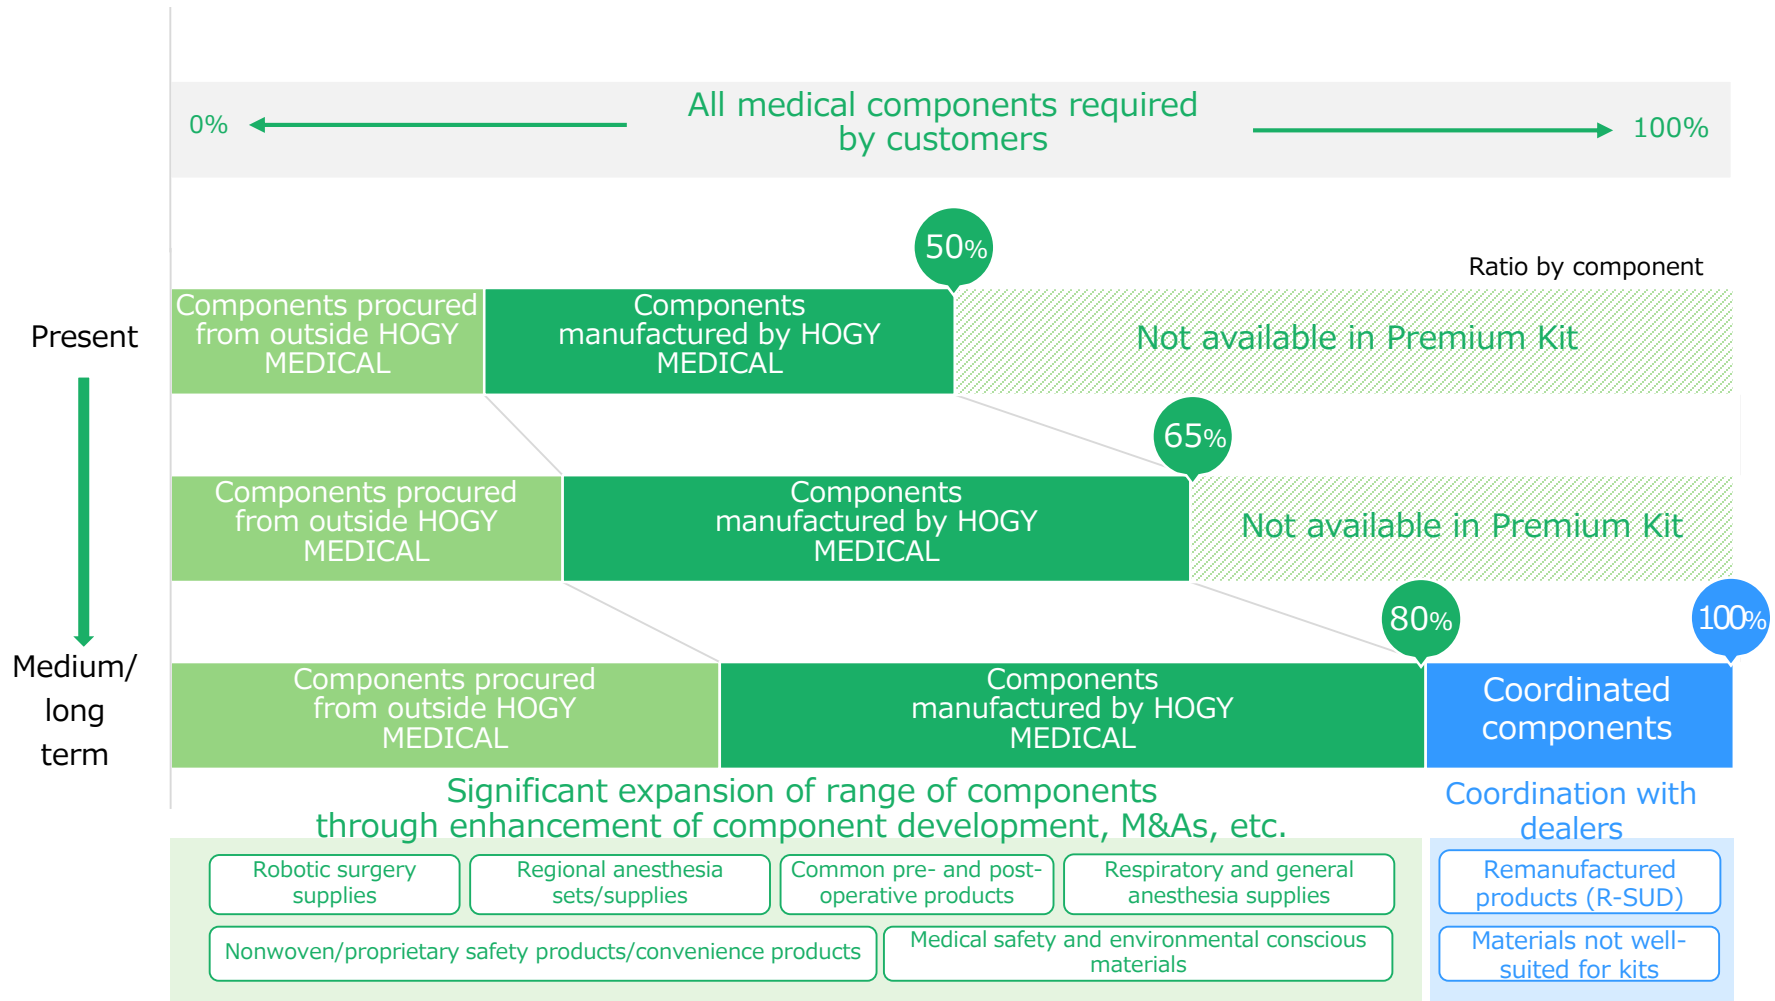 All medical components required
by customers
0%
100%
50%
Ratio by component
Present
Components procured
from outside HOGY
MEDICAL
Components
manufactured by HOGY
MEDICAL
Not available in Premium Kit
65%
Components procured
from outside HOGY
MEDICAL
Components
manufactured by HOGY
MEDICAL
Not available in Premium Kit
80%
100%
Medium/
long
term
Components procured
from outside HOGY
MEDICAL
Components
manufactured by HOGY
MEDICAL
Coordinated
components
Significant expansion of range of components
through enhancement of component development, M&As, etc.
Coordination with
dealers
Robotic surgery
supplies
Regional anesthesia
sets/supplies
Common pre- and post-
operative products
Respiratory and general
anesthesia supplies
Remanufactured
products (R-SUD)
Nonwoven/proprietary safety products/convenience products
Medical safety and environmental conscious
materials
Materials not well-
suited for kits